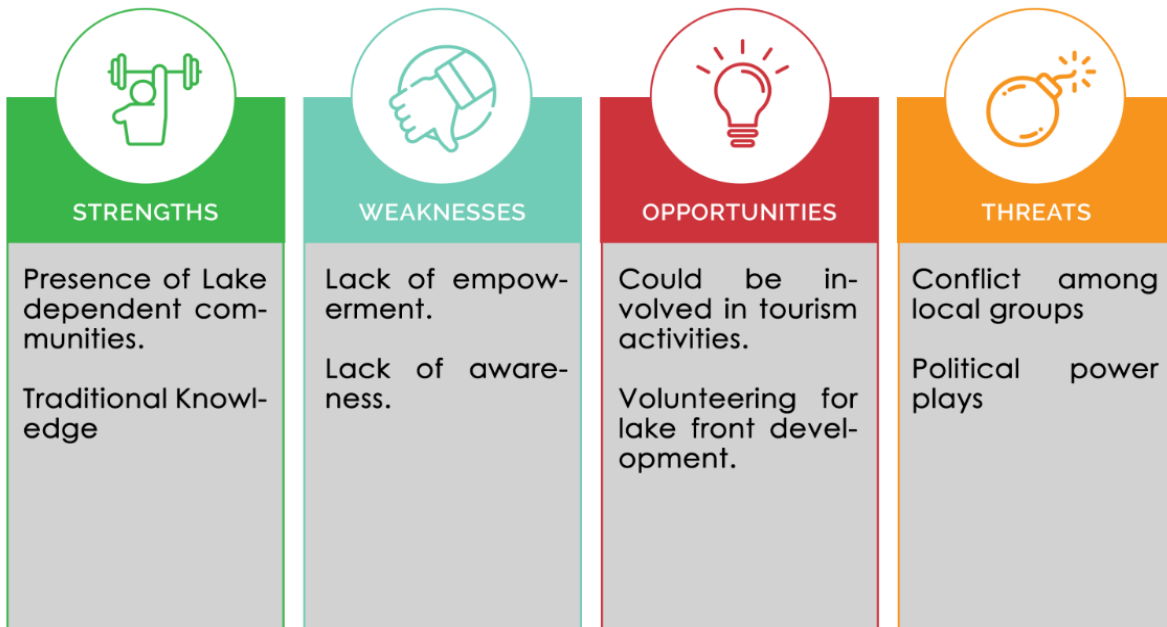 STRENGTHS
Presence of Lake
dependent com-
munities.
Traditional Knowl-
edge
WEAKNESSES
Lack of empow-
erment.
Lack of aware-
ness.
OPPORTUNITIES
Could be in-
volved in tourism
activities.
Volunteering for
lake front devel-
opment.
THREATS
Conflict among
local groups
Political power
plays